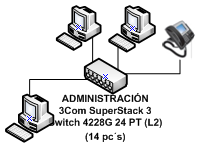 ADMINISTRACIÓN
3Com SuperStack 3
witch 4228G 24 PT (L2)
(14 pc´s)